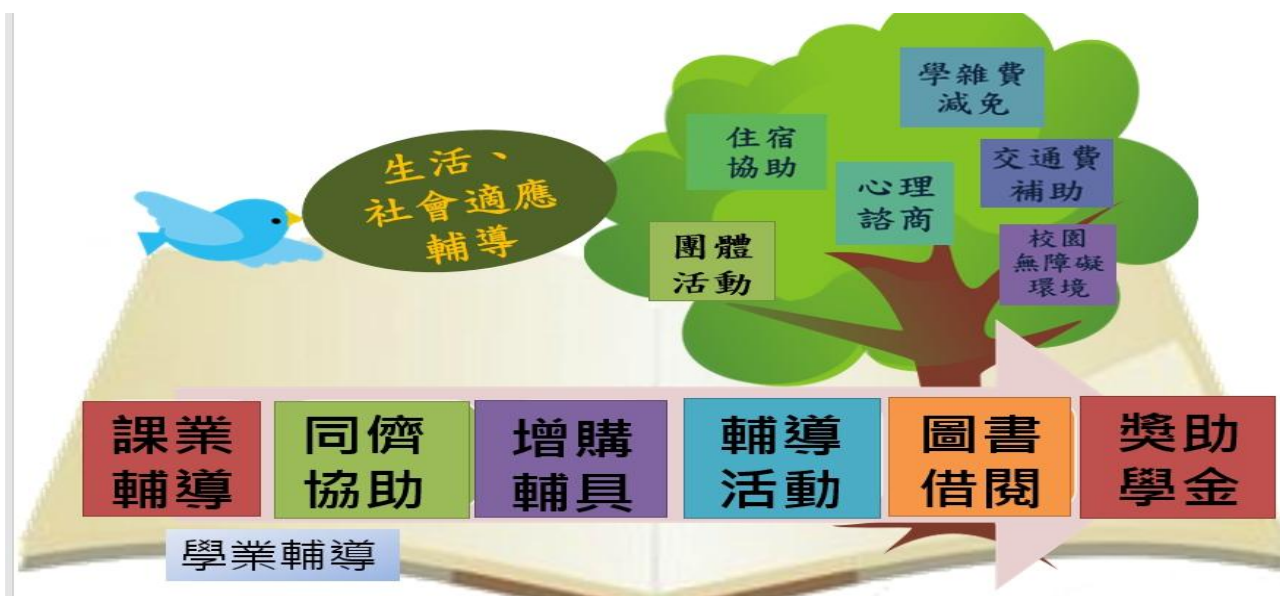 生活、
社會適應
輔導
學雜費
減免
住宿
協助
交通費
補助
心理
諮商
團體
活動
校園
無障礙
環境
課業
輔導
同儕
協助
增購
輔具
輔導
活動
圖書
借閱
獎助
學金
學業輔導